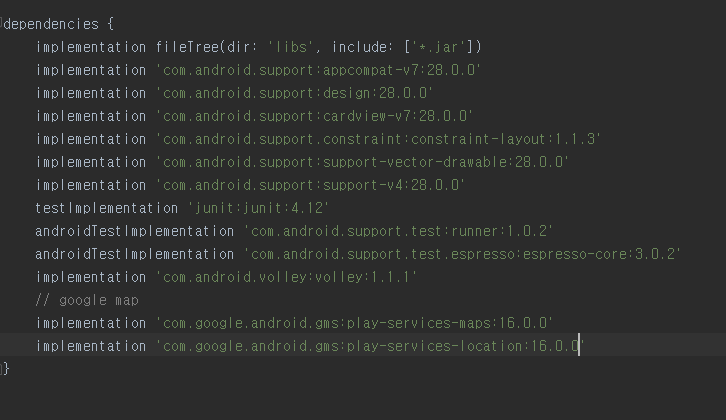 dependencies {
    implementation fileTree(dir: 'libs', include: ['*.jar'])
    implementation 'com.android.support:appcompat-v7:28.0.0'
    implementation 'com.android.support:design:28.0.0'
    implementation 'com.android.support:cardview-v7:28.0.0'
    implementation 'com.android.support.constraint:constraint-layout:1.1.3'
    implementation 'com.android.support:support-vector-drawable:28.0.0'
    implementation 'com.android.support:support-v4:28.0.0'
    testImplementation 'junit:junit:4.12'
    androidTestImplementation 'com.android.support.test:runner:1.0.2'
    androidTestImplementation 'com.android.support.test.espresso:espresso-core:3.0.2'
    implementation 'com.android.volley:volley:1.1.1'
    // google map
    implementation 'com.google.android.gms:play-services-maps:16.0.0'
    implementation 'com.google.android.gms:play-services-location:16.0.0'
}